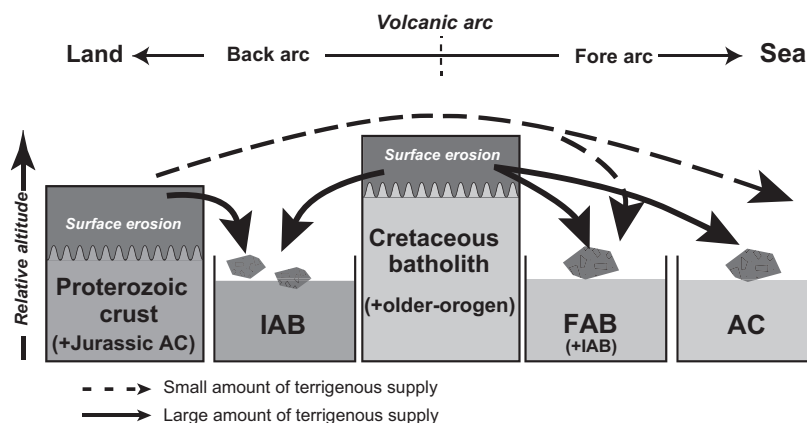 Volcanic arc
Land
Back arc
Fore arc
Sea
Relative altitude
Surface erosion
Proterozoic
crust
(+Jurassic AC)
IAB
Surface erosion
Cretaceous
batholith
(+older-orogen)
FAB
(+IAB)
AC
Small amount of terrigenous supply
Large amount of terrigenous supply